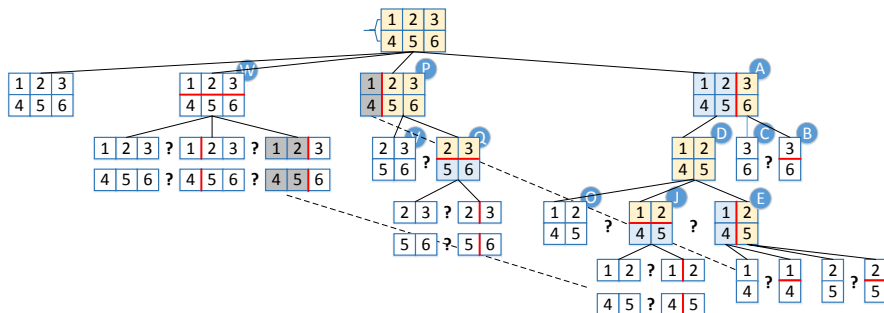 1 2 3
4 5 6
W P A
1 2 3 1 2 3 1 2 3 1 2 3
4 5 6 4 5 6 4 5 6 4 5 6
Q D C B
1 2 3 ? 1 2 3 ? 1 2 3 2 3 2 3 1 2 3 3
? ?
4 5 6 ? 4 5 6 ? 4 5 6 5 6 5 6 4 5 6 6
O J E
2 3 ? 2 3 1 2 1 2 1 2
? ?
5 6 ? 5 6 4 5 4 5 4 5
1 2 ? 1 2 1 1 2 2
? ?
4 4 5 5
4 5 ? 4 5